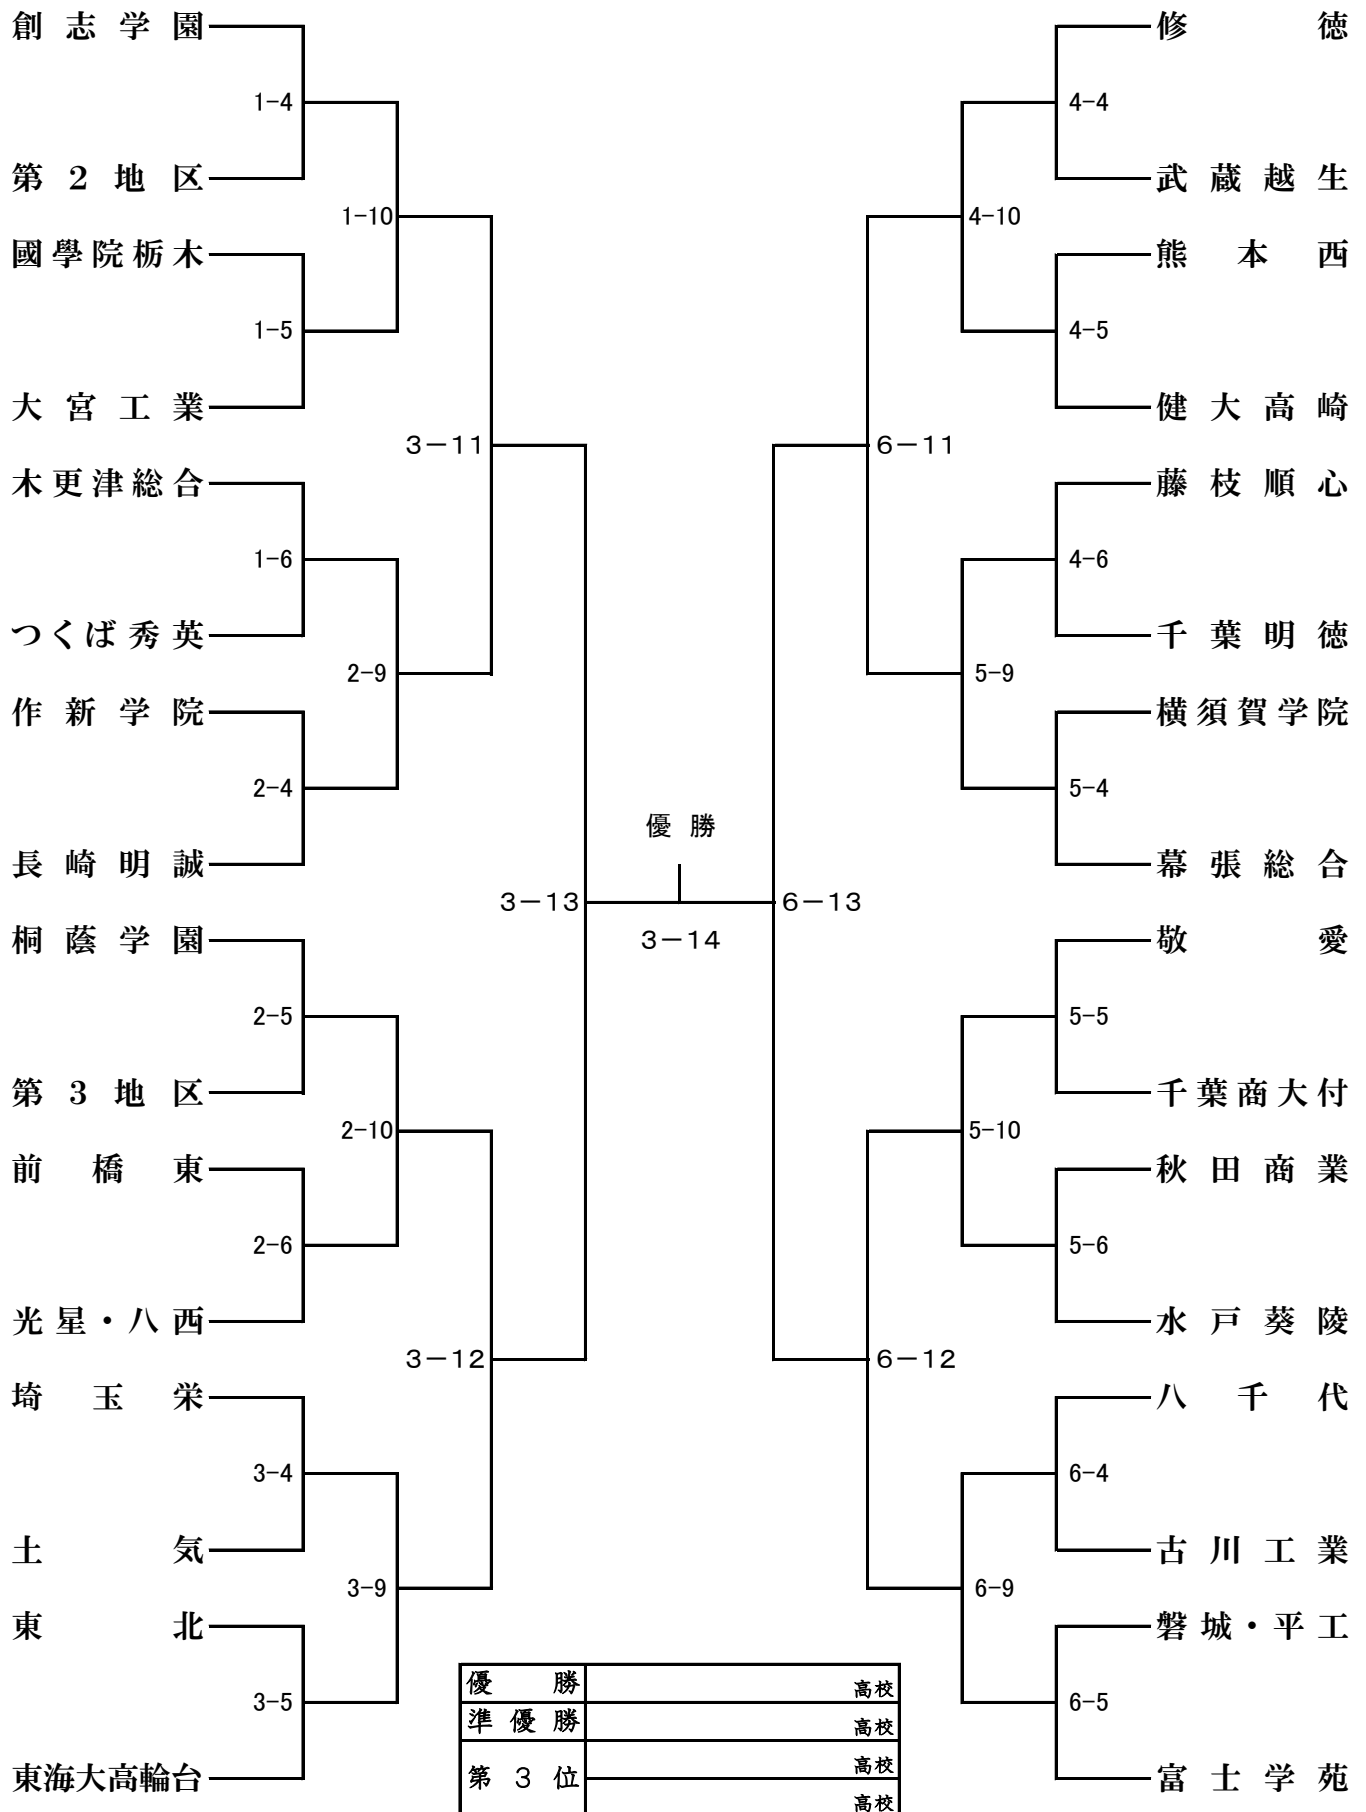 創志学園 修徳
1-4 4-4
第2地区 武蔵越生
1-10 4-10
國學院栃木 熊本西
1-5 4-5
大宮工業 健大高崎
3-11 6-11
木更津総合 藤枝順心
1-6 4-6
つくば秀英 千葉明徳
2-9 5-9
作新学院 横須賀学院
2-4 5-4
優勝
長崎明誠 幕張総合
3-13 6-13
桐蔭学園 3-14 敬愛
2-5 5-5
第3地区 千葉商大付
2-10 5-10
前橋東 秋田商業
2-6 5-6
光星・八西 水戸葵陵
3-12 6-12
埼玉栄 八千代
3-4 6-4
土気 古川工業
3-9 6-9
東北 磐城・平工
優勝 高校
3-5 6-5
準優勝 高校
第3位 高校
東海大高輪台 富士学苑
高校